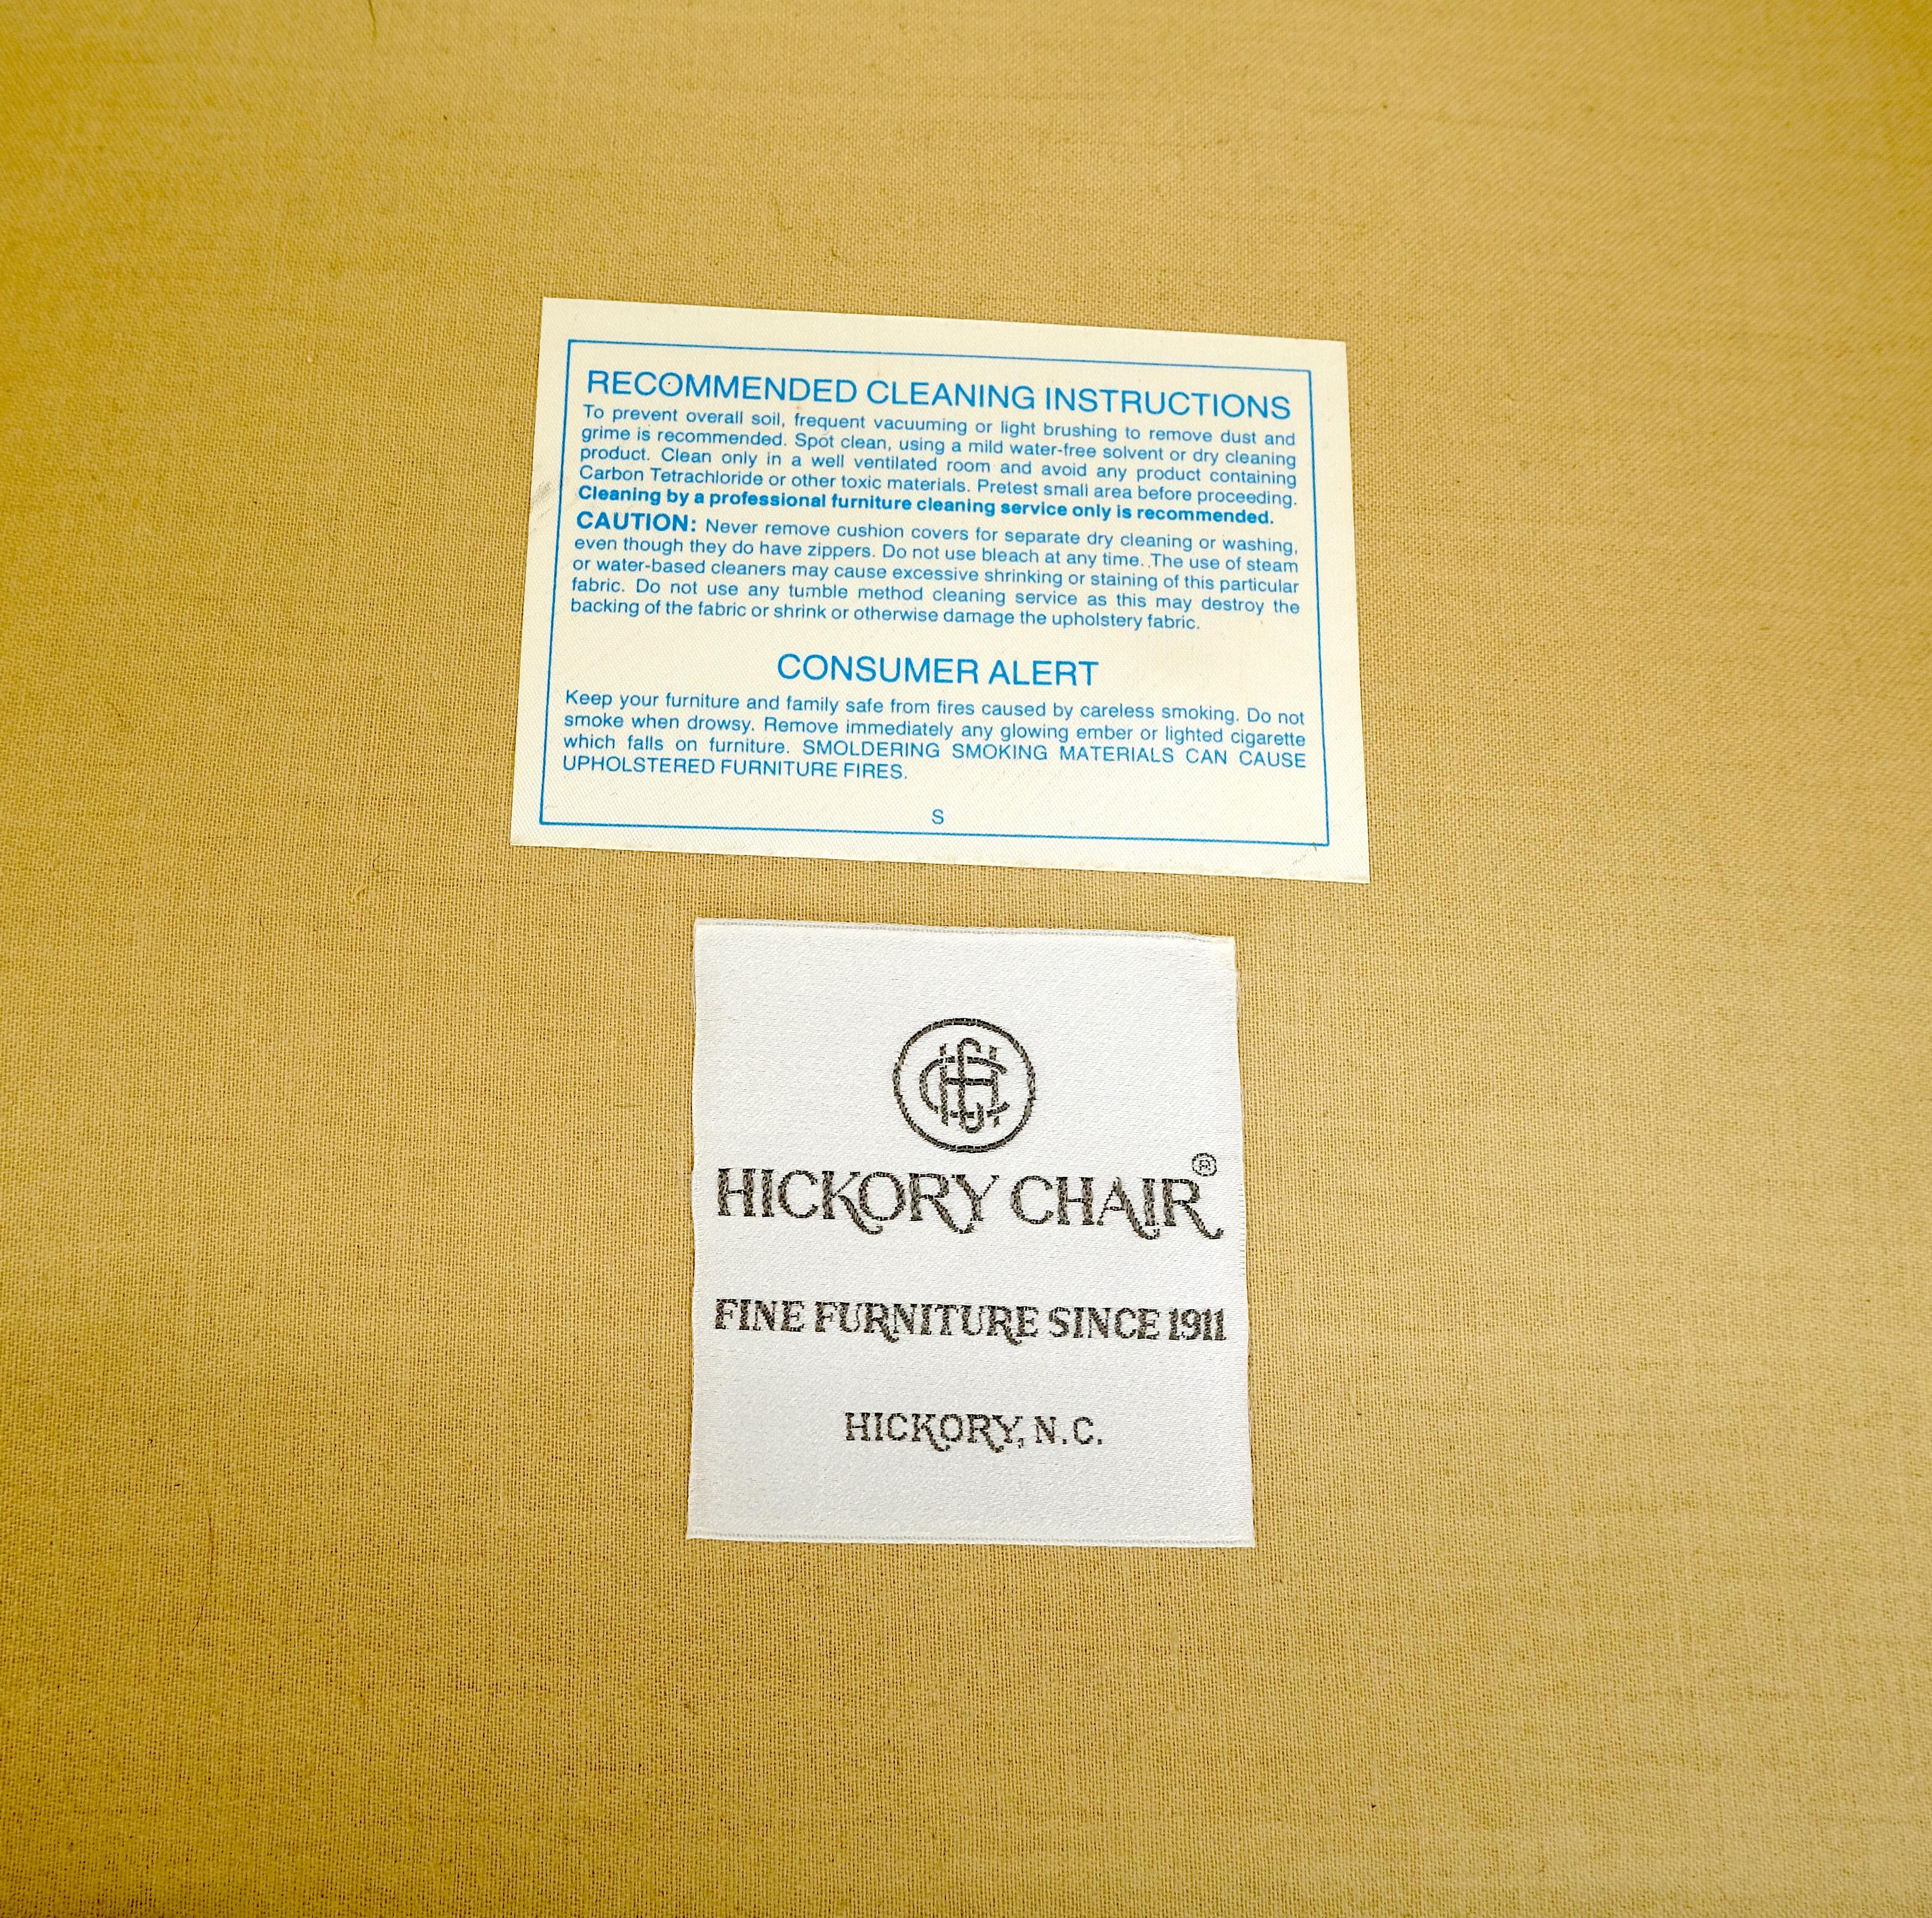 RECOMMENDED CLEANING INSTRUCTIONS
To prevent overall soil, frequent vacuuming or light brushing to remove dust and
grime is recommended. Spot clean, using a mild water-free solvent or dry cleaning
product. Clean only in a well ventilated room and avoid any product containing
Carbon Tetrachloride or other toxic materials. Pretest small area before proceeding.
Cleaning by a professional furniture cleaning service only is recommended.
CAUTION: Never remove cushion covers for separate dry cleaning or washing,
even though they do have zippers. Do not use bleach at any time. The use of steam
or water-based cleaners may cause excessive shrinking or staining of this particular
fabric. Do not use any tumble method cleaning service as this may destroy the
backing of the fabric or shrink or otherwise damage the upholstery fabric.
CONSUMER ALERT
Keep your furniture and family safe from fires caused by careless smoking. Do not
smoke when drowsy. Remove immediately any glowing ember or lighted cigarette
which falls on furniture. SMOLDERING SMOKING MATERIALS CAN CAUSE
UPHOLSTERED FURNITURE FIRES.
S
HCC
HICKORY CHAIR®
FINE FURNITURE SINCE 1911
HICKORY, N.C.